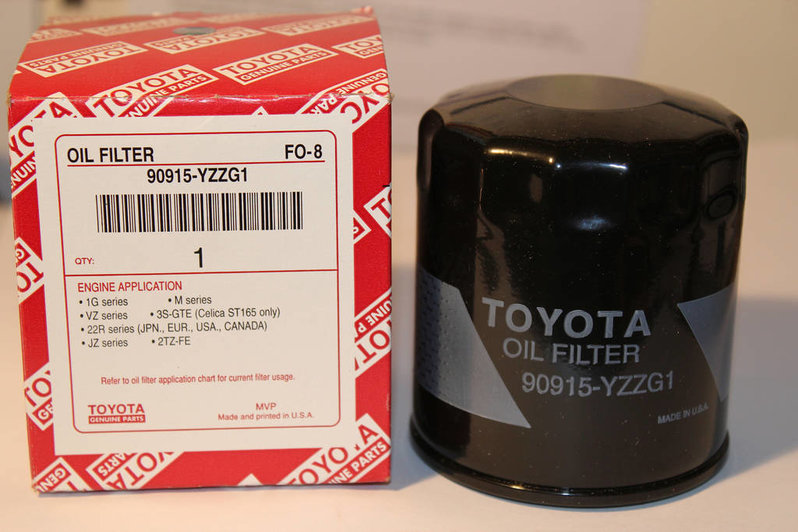 TOYOTA
GENUINE PARTS
TOYOTA
GENUINE PARTS
OIL FILTER FO-8
90915-YZZG1
QTY: 1
ENGINE APPLICATION
• 1G series • M series
• VZ series • 3S-GTE (Celica ST165 only)
• 22R series (JPN., EUR., USA., CANADA)
• JZ series • 2TZ-FE
Refer to oil filter application chart for current filter usage.
TOYOTA
GENUINE PARTS
MVP
Made and printed in U.S.A.
TOYOTA
OIL FILTER
90915-YZZG1
MADE IN U.S.A.